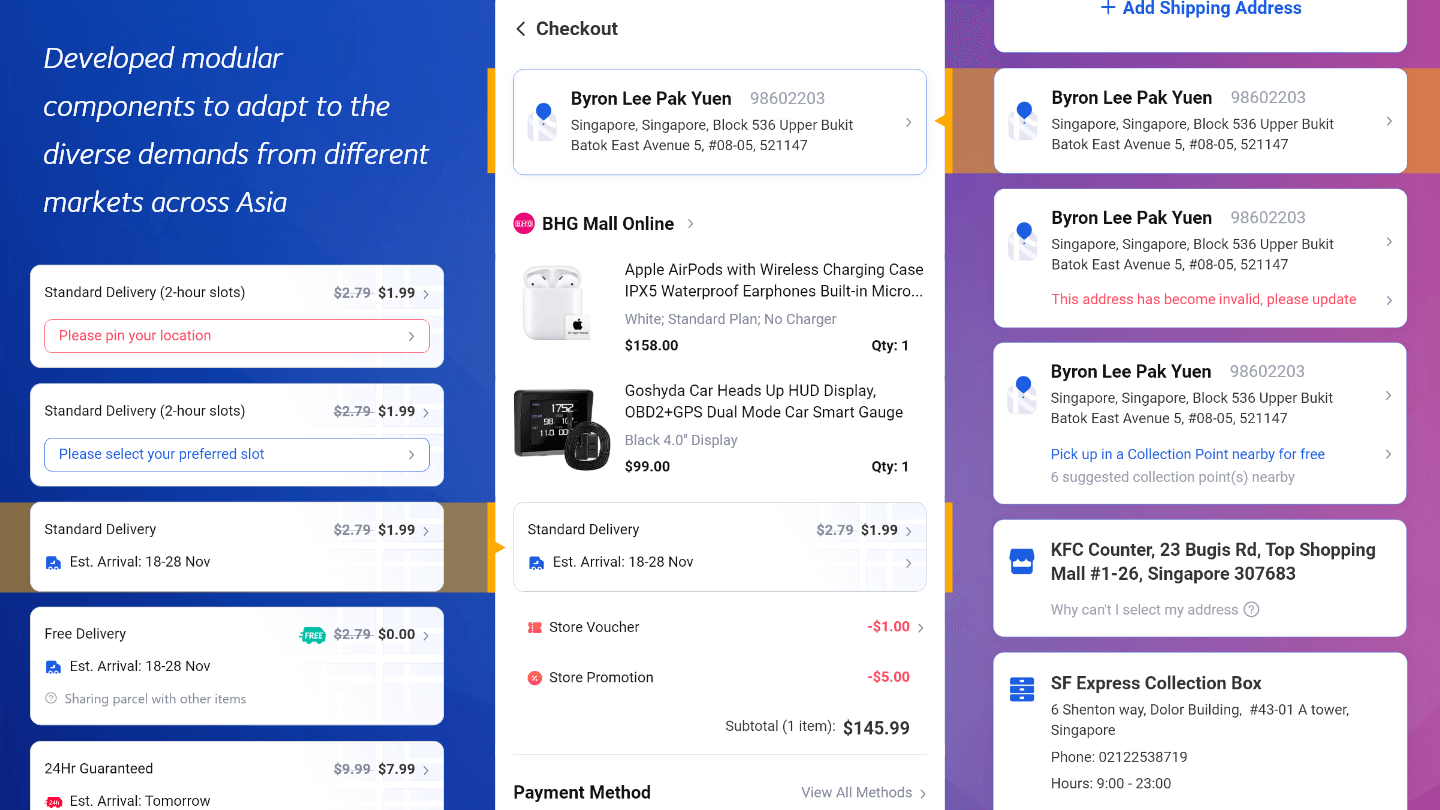 Developed modular
components to adapt to the
diverse demands from different
markets across Asia
Standard Delivery (2-hour slots) $2.79 $1.99
Please pin your location
Standard Delivery (2-hour slots) $2.79 $1.99
Please select your preferred slot
Standard Delivery $2.79 $1.99
Est. Arrival: 18-28 Nov
Free Delivery FREE $2.79 $0.00
Est. Arrival: 18-28 Nov
Sharing parcel with other items
24Hr Guaranteed $9.99 $7.99
24h Est. Arrival: Tomorrow
Checkout
Byron Lee Pak Yuen 98602203
Singapore, Singapore, Block 536 Upper Bukit
Batok East Avenue 5, #08-05, 521147
BHG BHG Mall Online
Apple AirPods with Wireless Charging Case
IPX5 Waterproof Earphones Built-in Micro...
White; Standard Plan; No Charger
$158.00 Qty: 1
Goshyda Car Heads Up HUD Display,
OBD2+GPS Dual Mode Car Smart Gauge
Black 4.0" Display
$99.00 Qty: 1
Standard Delivery $2.79 $1.99
Est. Arrival: 18-28 Nov
Store Voucher -$1.00
Store Promotion -$5.00
Subtotal (1 item): $145.99
Payment Method View All Methods
+ Add Shipping Address
Byron Lee Pak Yuen 98602203
Singapore, Singapore, Block 536 Upper Bukit
Batok East Avenue 5, #08-05, 521147
Byron Lee Pak Yuen 98602203
Singapore, Singapore, Block 536 Upper Bukit
Batok East Avenue 5, #08-05, 521147
This address has become invalid, please update
Byron Lee Pak Yuen 98602203
Singapore, Singapore, Block 536 Upper Bukit
Batok East Avenue 5, #08-05, 521147
Pick up in a Collection Point nearby for free
6 suggested collection point(s) nearby
KFC Counter, 23 Bugis Rd, Top Shopping
Mall #1-26, Singapore 307683
Why can't I select my address
SF Express Collection Box
6 Shenton way, Dolor Building, #43-01 A tower,
Singapore
Phone: 02122538719
Hours: 9:00 - 23:00